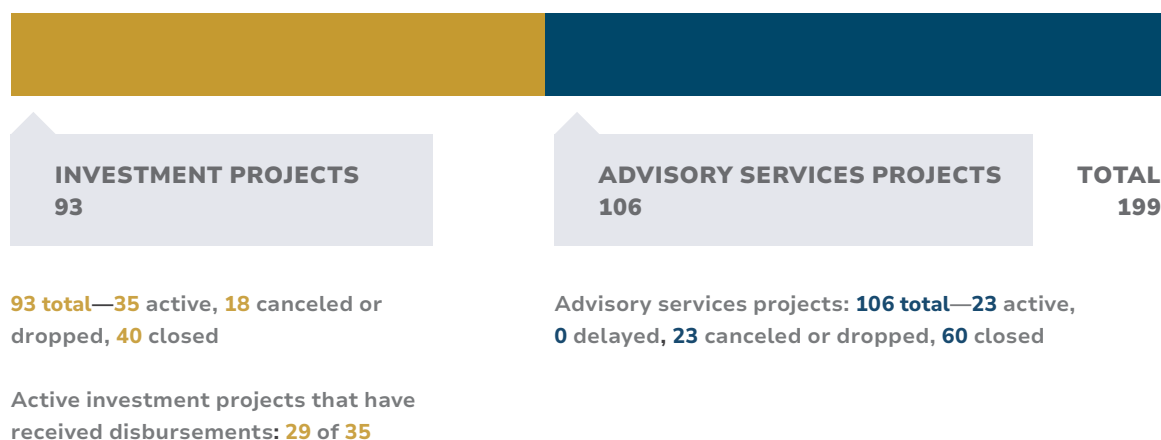 INVESTMENT PROJECTS
93
ADVISORY SERVICES PROJECTS
106
TOTAL
199
93 total—35 active, 18 canceled or
dropped, 40 closed
Active investment projects that have
received disbursements: 29 of 35
Advisory services projects: 106 total—23 active,
0 delayed, 23 canceled or dropped, 60 closed